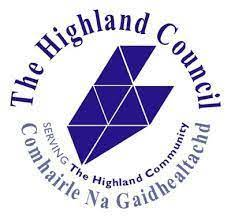 The Highland Council
SERVING The Highland Community
Comhairle Na Gaidhealtachd